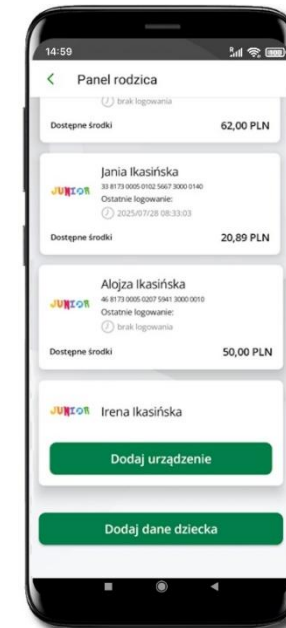 14:59
Panel rodzica
brak logowania
Dostępne środki 62,00 PLN
Jania Ikasińska
JUNIOR
33 8173 0005 0102 5667 3000 0140
Ostatnie logowanie:
2025/07/28 08:33:03
Dostępne środki 20,89 PLN
Alojza Ikasińska
JUNIOR
46 8173 0005 0207 5941 3000 0010
Ostatnie logowanie:
brak logowania
Dostępne środki 50,00 PLN
JUNIOR Irena Ikasińska
Dodaj urządzenie
Dodaj dane dziecka